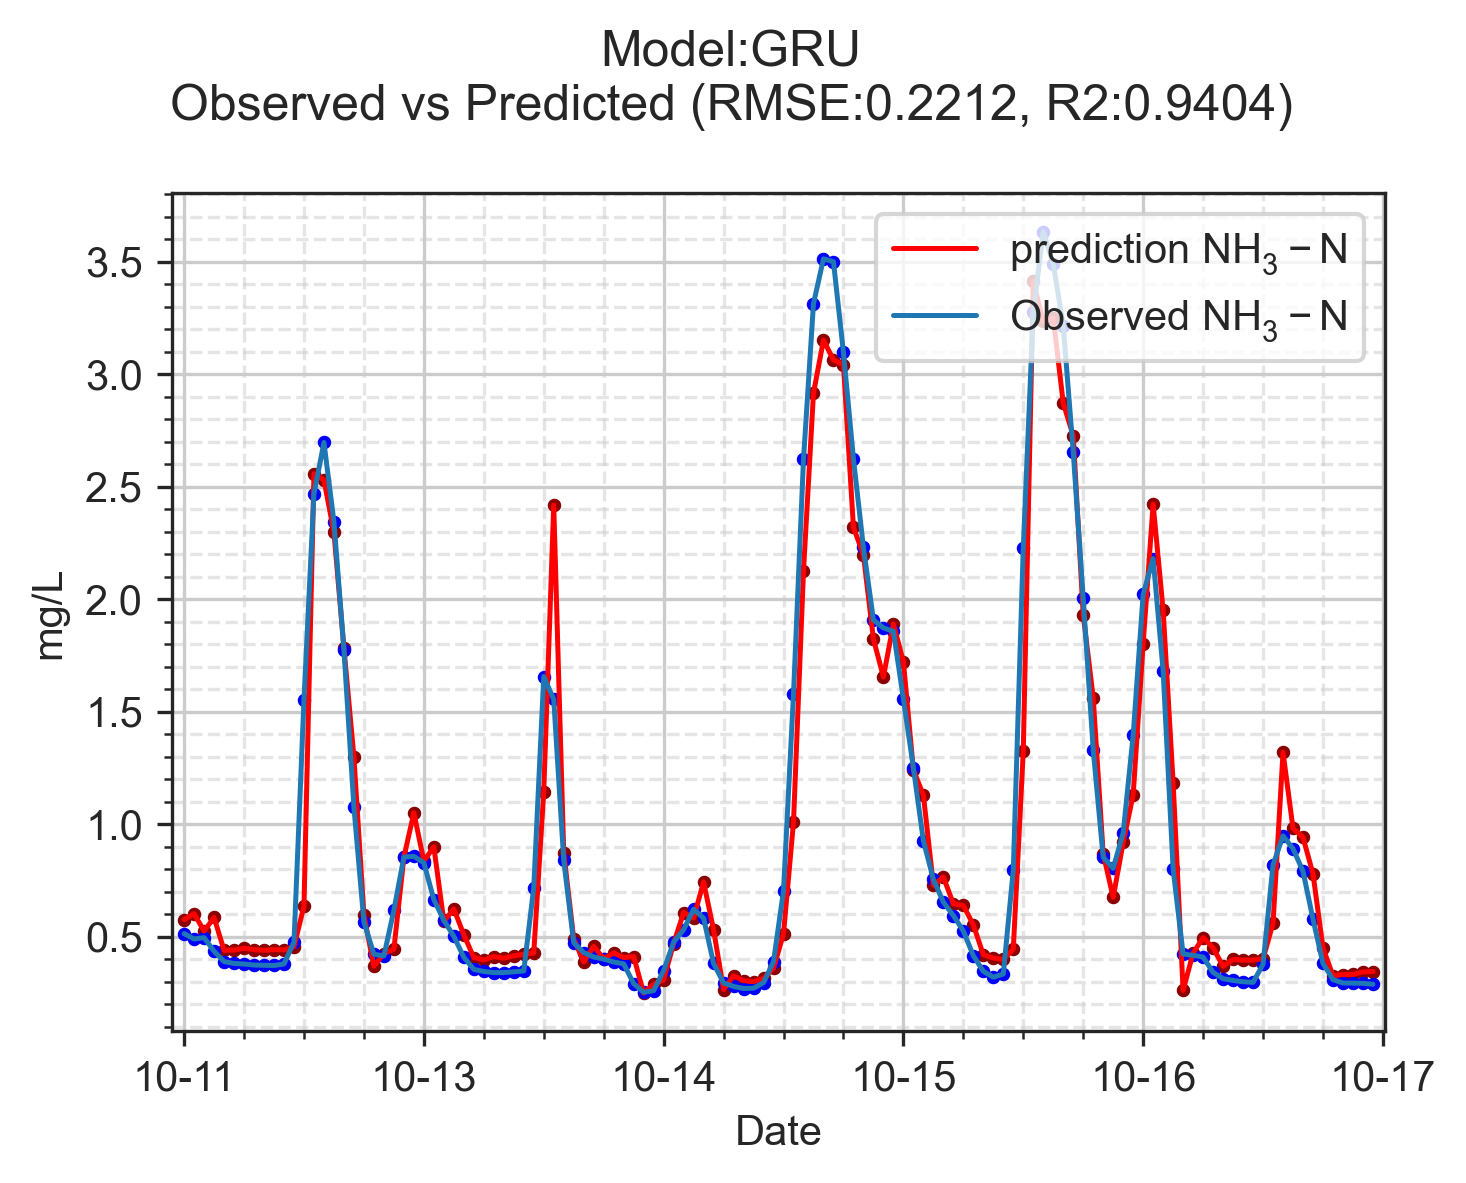 Model:GRU
Observed vs Predicted (RMSE:0.2212, R2:0.9404)
prediction NH₃ − N
Observed NH₃ − N
3.5
3.0
2.5
2.0
1.5
1.0
0.5
mg/L
10-11 10-13 10-14 10-15 10-16 10-17
Date